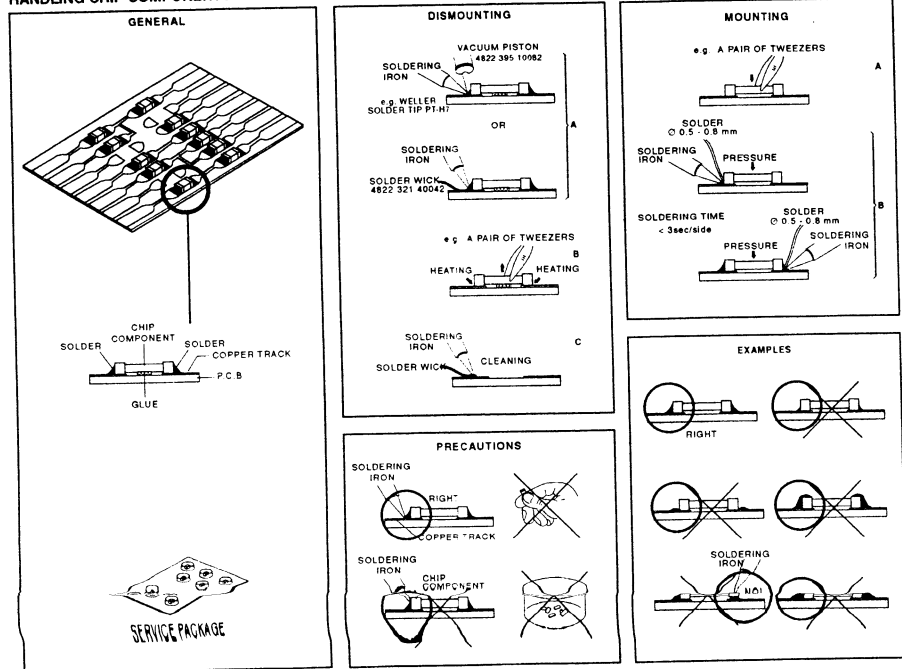 GENERAL
CHIP
COMPONENT
SOLDER
SOLDER
COPPER TRACK
P.C.B
GLUE
SERVICE PACKAGE
DISMOUNTING
VACUUM PISTON
4822 395 10082
SOLDERING
IRON
e.g. WELLER
SOLDER TIP PT-H7
OR
A
SOLDERING
IRON
SOLDER WICK
4822 321 40042
e.g. A PAIR OF TWEEZERS
B
HEATING
HEATING
C
SOLDERING
IRON
SOLDER WICK
CLEANING
PRECAUTIONS
SOLDERING
IRON
RIGHT
COPPER TRACK
SOLDERING
IRON
CHIP
COMPONENT
MOUNTING
e.g. A PAIR OF TWEEZERS
A
SOLDER
∅ 0.5 - 0.8 mm
SOLDERING
IRON
PRESSURE
B
SOLDERING TIME
< 3sec/side
SOLDER
∅ 0.5 - 0.8 mm
SOLDERING
IRON
PRESSURE
EXAMPLES
RIGHT
SOLDERING
IRON
NO!